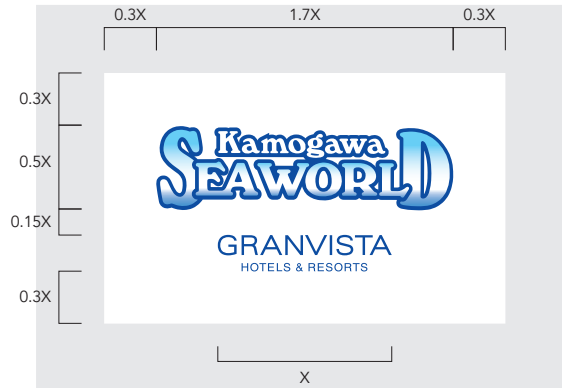 0.3X 1.7X 0.3X
0.3X
Kamogawa
0.5X
SEAWORLD
0.15X
GRANVISTA
HOTELS & RESORTS
0.3X
X